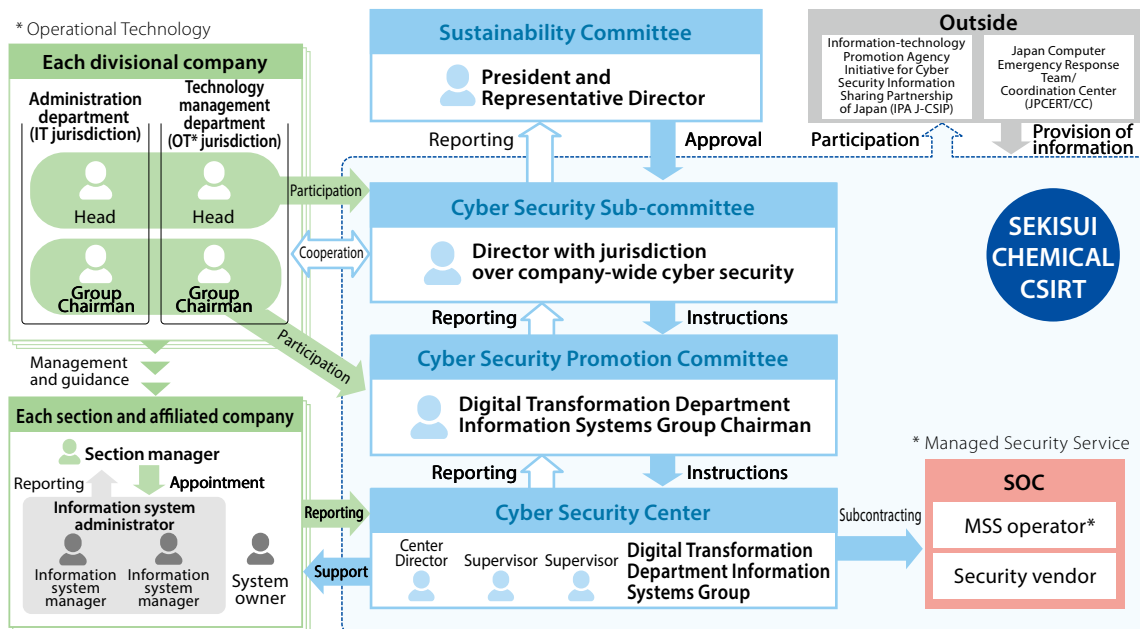 * Operational Technology
Each divisional company
Administration
department
(IT jurisdiction)
Technology
management
department
(OT* jurisdiction)
Head
Head
Group
Chairman
Group
Chairman
Participation
Cooperation
Participation
Management
and guidance
Each section and affiliated company
Section manager
Reporting
Appointment
Information system
administrator
Information
system
manager
Information
system
manager
System
owner
Reporting
Support
Sustainability Committee
President and
Representative Director
Reporting
Approval
Cyber Security Sub-committee
Director with jurisdiction
over company-wide cyber security
Reporting
Instructions
Cyber Security Promotion Committee
Digital Transformation Department
Information Systems Group Chairman
Reporting
Instructions
Cyber Security Center
Center
Director
Supervisor
Supervisor
Digital Transformation
Department Information
Systems Group
Subcontracting
Outside
Information-technology
Promotion Agency
Initiative for Cyber
Security Information
Sharing Partnership
of Japan (IPA J-CSIP)
Japan Computer
Emergency Response
Team/
Coordination Center
(JPCERT/CC)
Participation
Provision of
information
SEKISUI
CHEMICAL
CSIRT
* Managed Security Service
SOC
MSS operator*
Security vendor